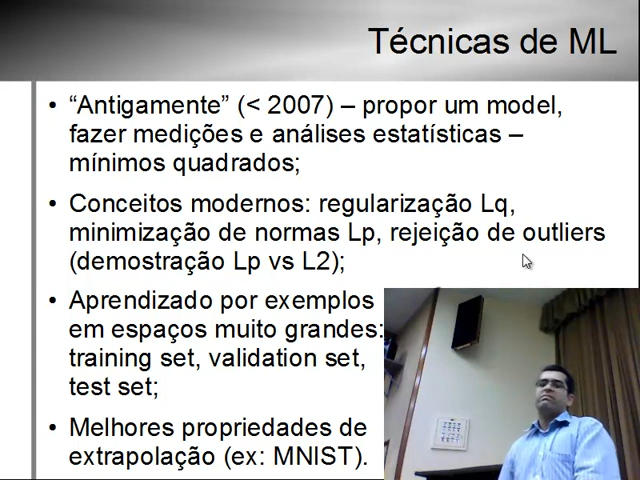 Técnicas de ML
• “Antigamente” (< 2007) – propor um model,
fazer medições e análises estatísticas –
mínimos quadrados;
• Conceitos modernos: regularização Lq,
minimização de normas Lp, rejeição de outliers
(demostração Lp vs L2);
• Aprendizado por exemplos
em espaços muito grandes:
training set, validation set,
test set;
• Melhores propriedades de
extrapolação (ex: MNIST).